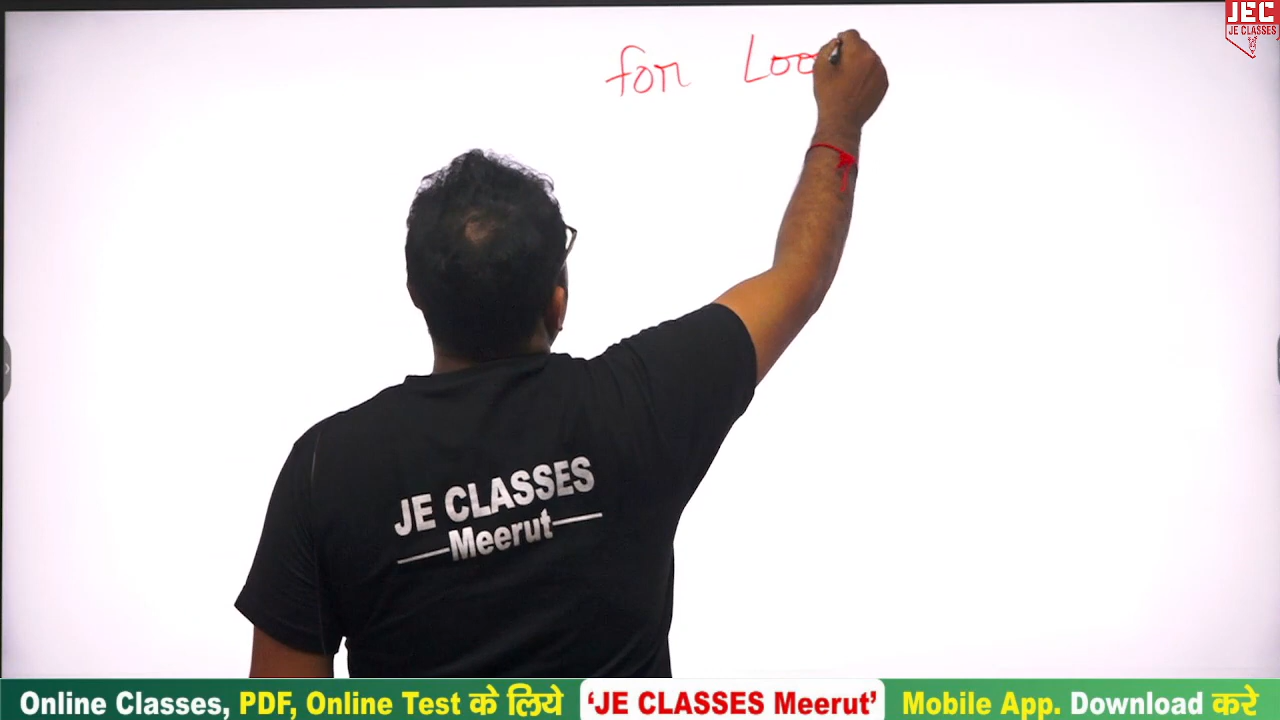 for Loo
JEC
JE CLASSES
JE CLASSES
Meerut
Online Classes, PDF, Online Test के लिये 'JE CLASSES Meerut' Mobile App. Download करे